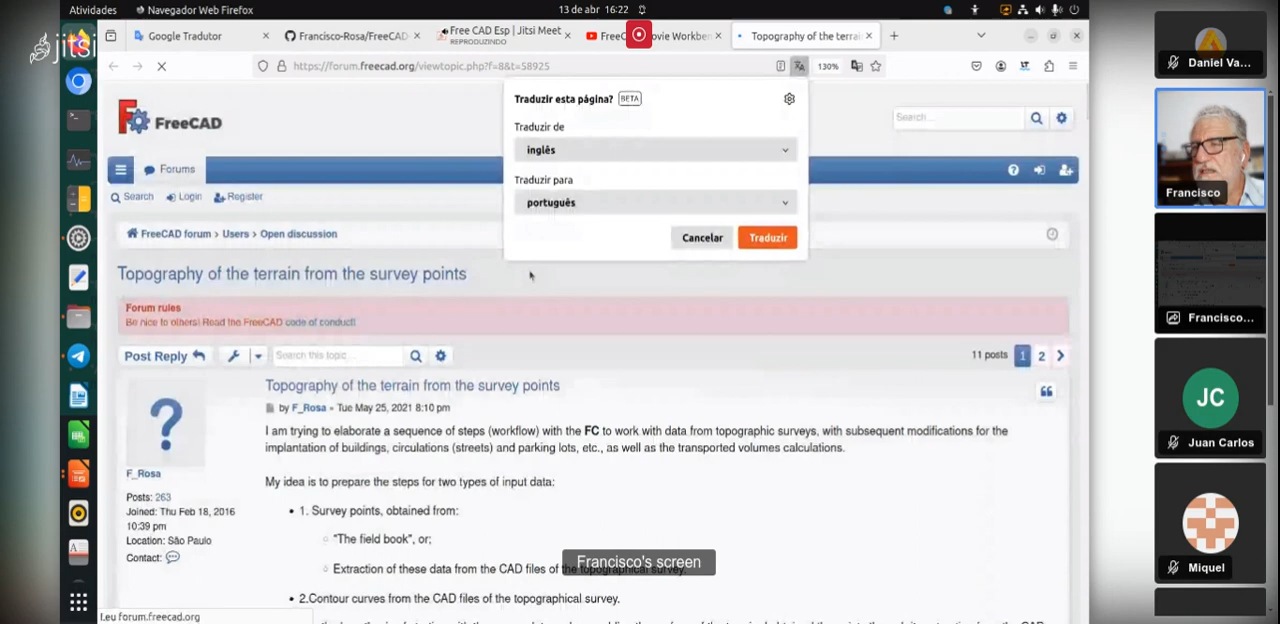 Atividades
Navegador Web Firefox
13 de abr 16:22
jitsi
Google Tradutor
Francisco-Rosa/FreeCAD-
Free CAD Esp | Jitsi Meet
REPRODUZINDO
FreeC
ovie Workben
Topography of the terrai
https://forum.freecad.org/viewtopic.php?f=8&t=58925
130%
Traduzir esta página? BETA
Traduzir de
inglês
Traduzir para
português
Cancelar
Traduzir
FreeCAD
Search…
Forums
Search
Login
Register
FreeCAD forum › Users › Open discussion
Topography of the terrain from the survey points
Forum rules
Be nice to others! Read the FreeCAD code of conduct!
Post Reply
Search this topic…
11 posts
1
2
Topography of the terrain from the survey points
by F_Rosa » Tue May 25, 2021 8:10 pm
I am trying to elaborate a sequence of steps (workflow) with the FC to work with data from topographic surveys, with subsequent modifications for the
implantation of buildings, circulations (streets) and parking lots, etc., as well as the transported volumes calculations.
F_Rosa
Posts: 263
Joined: Thu Feb 18, 2016
10:39 pm
Location: São Paulo
Contact:
My idea is to prepare the steps for two types of input data:
1. Survey points, obtained from:
"The field book", or;
Extraction of these data from the CAD files of the topographical survey.
2.Contour curves from the CAD files of the topographical survey.
Francisco's screen
Leu forum.freecad.org
Daniel Va...
Francisco
Francisco...
JC
Juan Carlos
Miquel